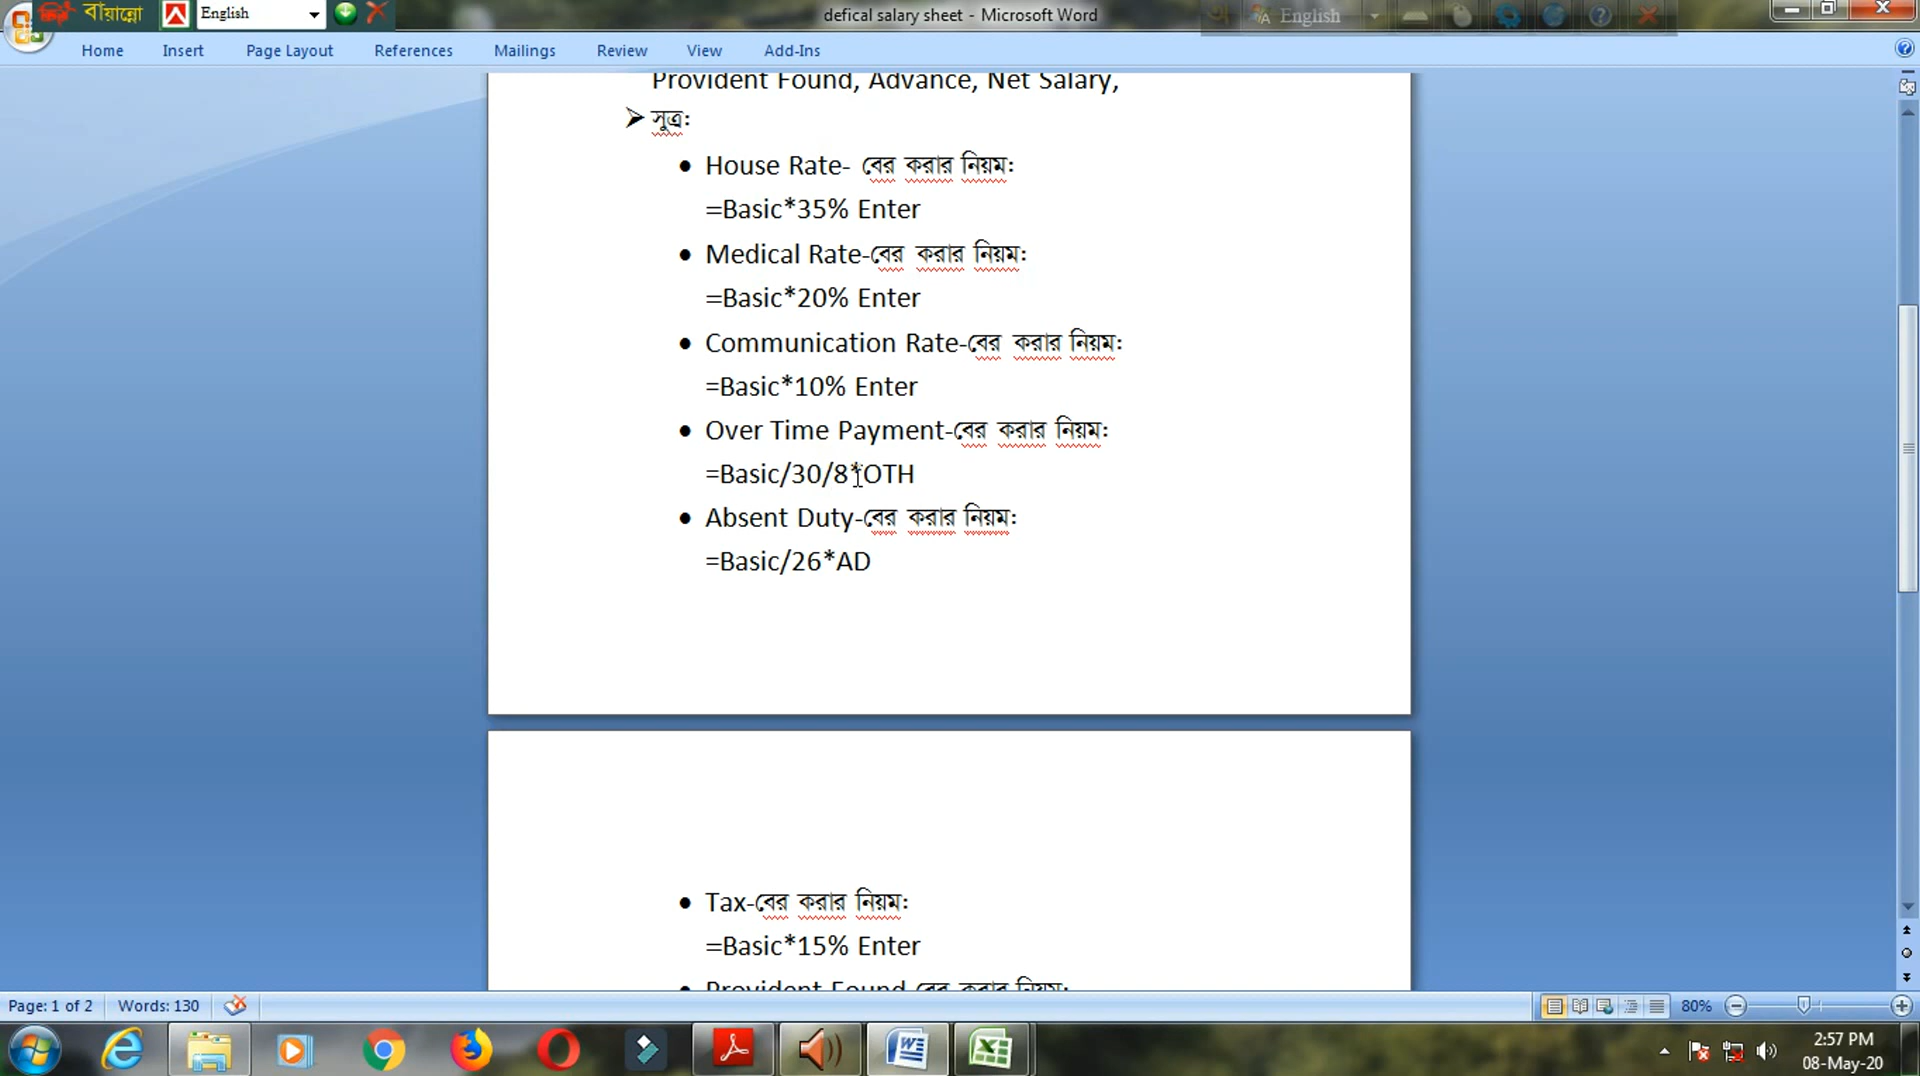 বায়ান্নো
English
defical salary sheet - Microsoft Word
English
Home Insert Page Layout References Mailings Review View Add-Ins
Provident Found, Advance, Net Salary,
➤ সুত্র:
• House Rate- বের করার নিয়ম:
=Basic*35% Enter
• Medical Rate-বের করার নিয়ম:
=Basic*20% Enter
• Communication Rate-বের করার নিয়ম:
=Basic*10% Enter
• Over Time Payment-বের করার নিয়ম:
=Basic/30/8*OTH
• Absent Duty-বের করার নিয়ম:
=Basic/26*AD
• Tax-বের করার নিয়ম:
=Basic*15% Enter
• Provident Found-বের করার নিয়ম:
Page: 1 of 2 Words: 130 80%
2:57 PM
08-May-20